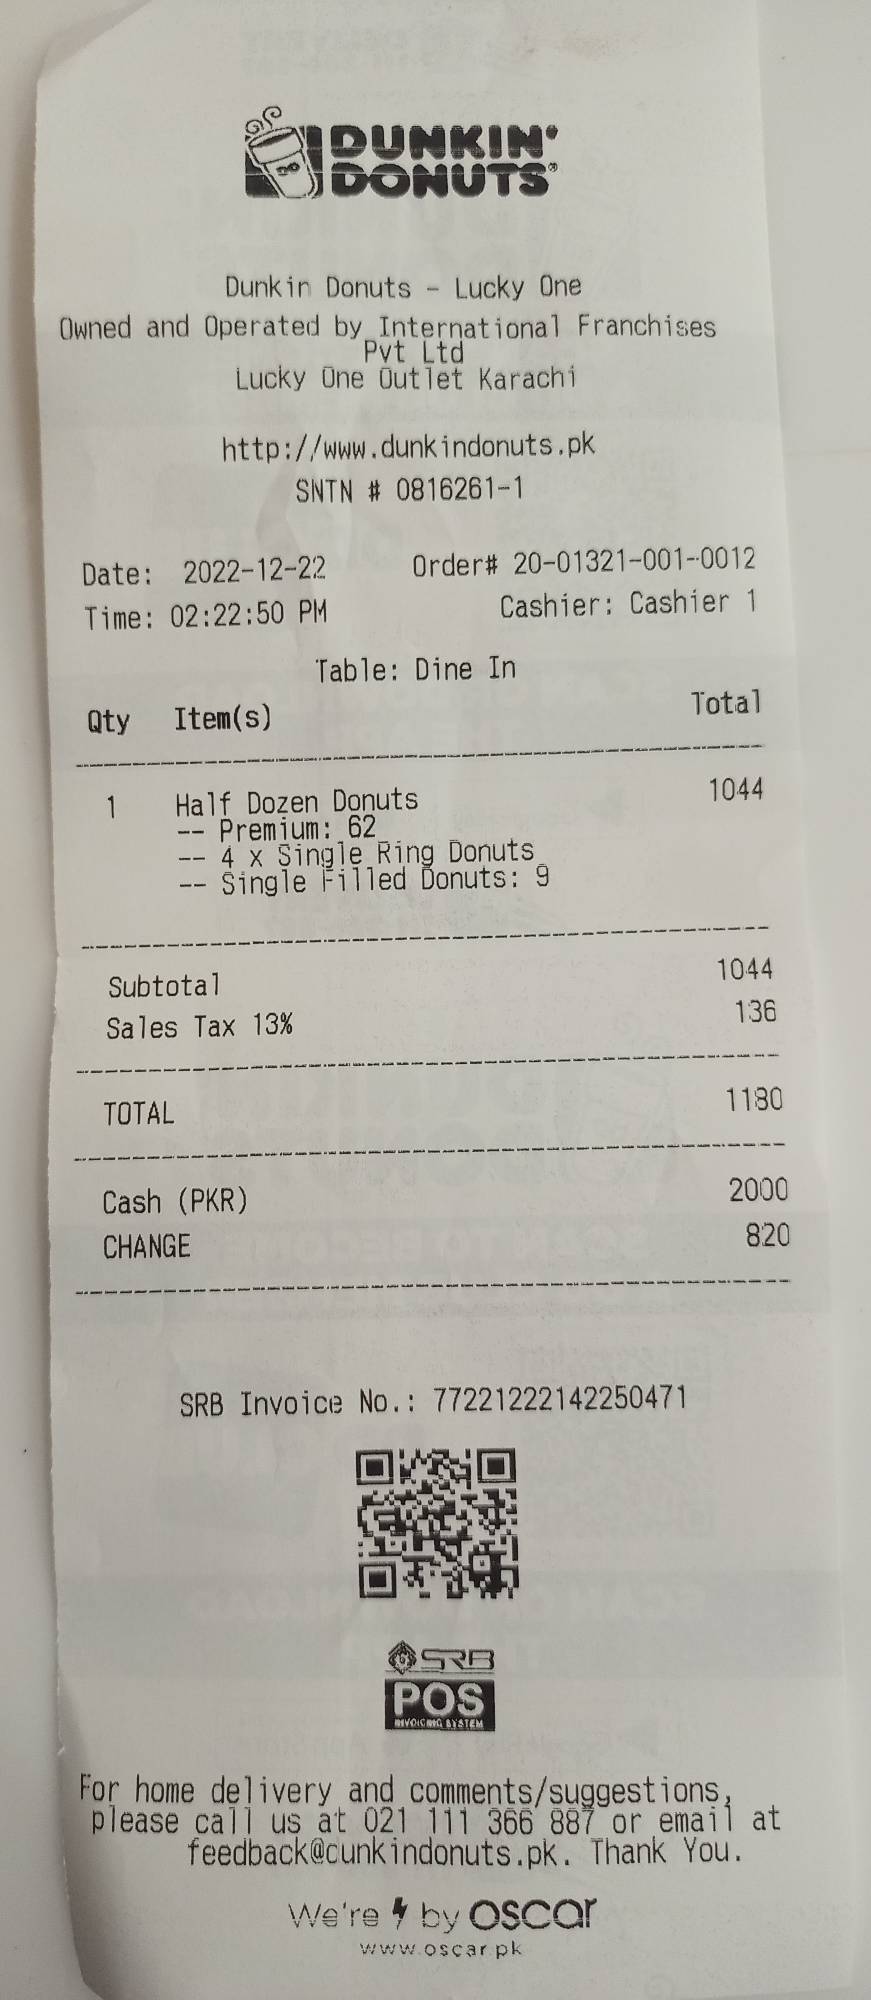 DUNKIN'
DONUTS®
Dunkin Donuts - Lucky One
Owned and Operated by International Franchises
Pvt Ltd
Lucky One Outlet Karachi
http://www.dunkindonuts.pk
SNTN # 0816261-1
Date: 2022-12-22 Order# 20-01321-001-0012
Time: 02:22:50 PM Cashier: Cashier 1
Table: Dine In
Qty Item(s) Total
1 Half Dozen Donuts 1044
-- Premium: 62
-- 4 x Single Ring Donuts
-- Single Filled Donuts: 9
Subtotal 1044
Sales Tax 13% 136
TOTAL 1180
Cash (PKR) 2000
CHANGE 820
SRB Invoice No.: 77221222142250471
SRB
POS
INVOICING SYSTEM
For home delivery and comments/suggestions,
please call us at 021 111 366 887 or email at
feedback@cunkindonuts.pk. Thank You.
We're by oscar
www.oscar.pk